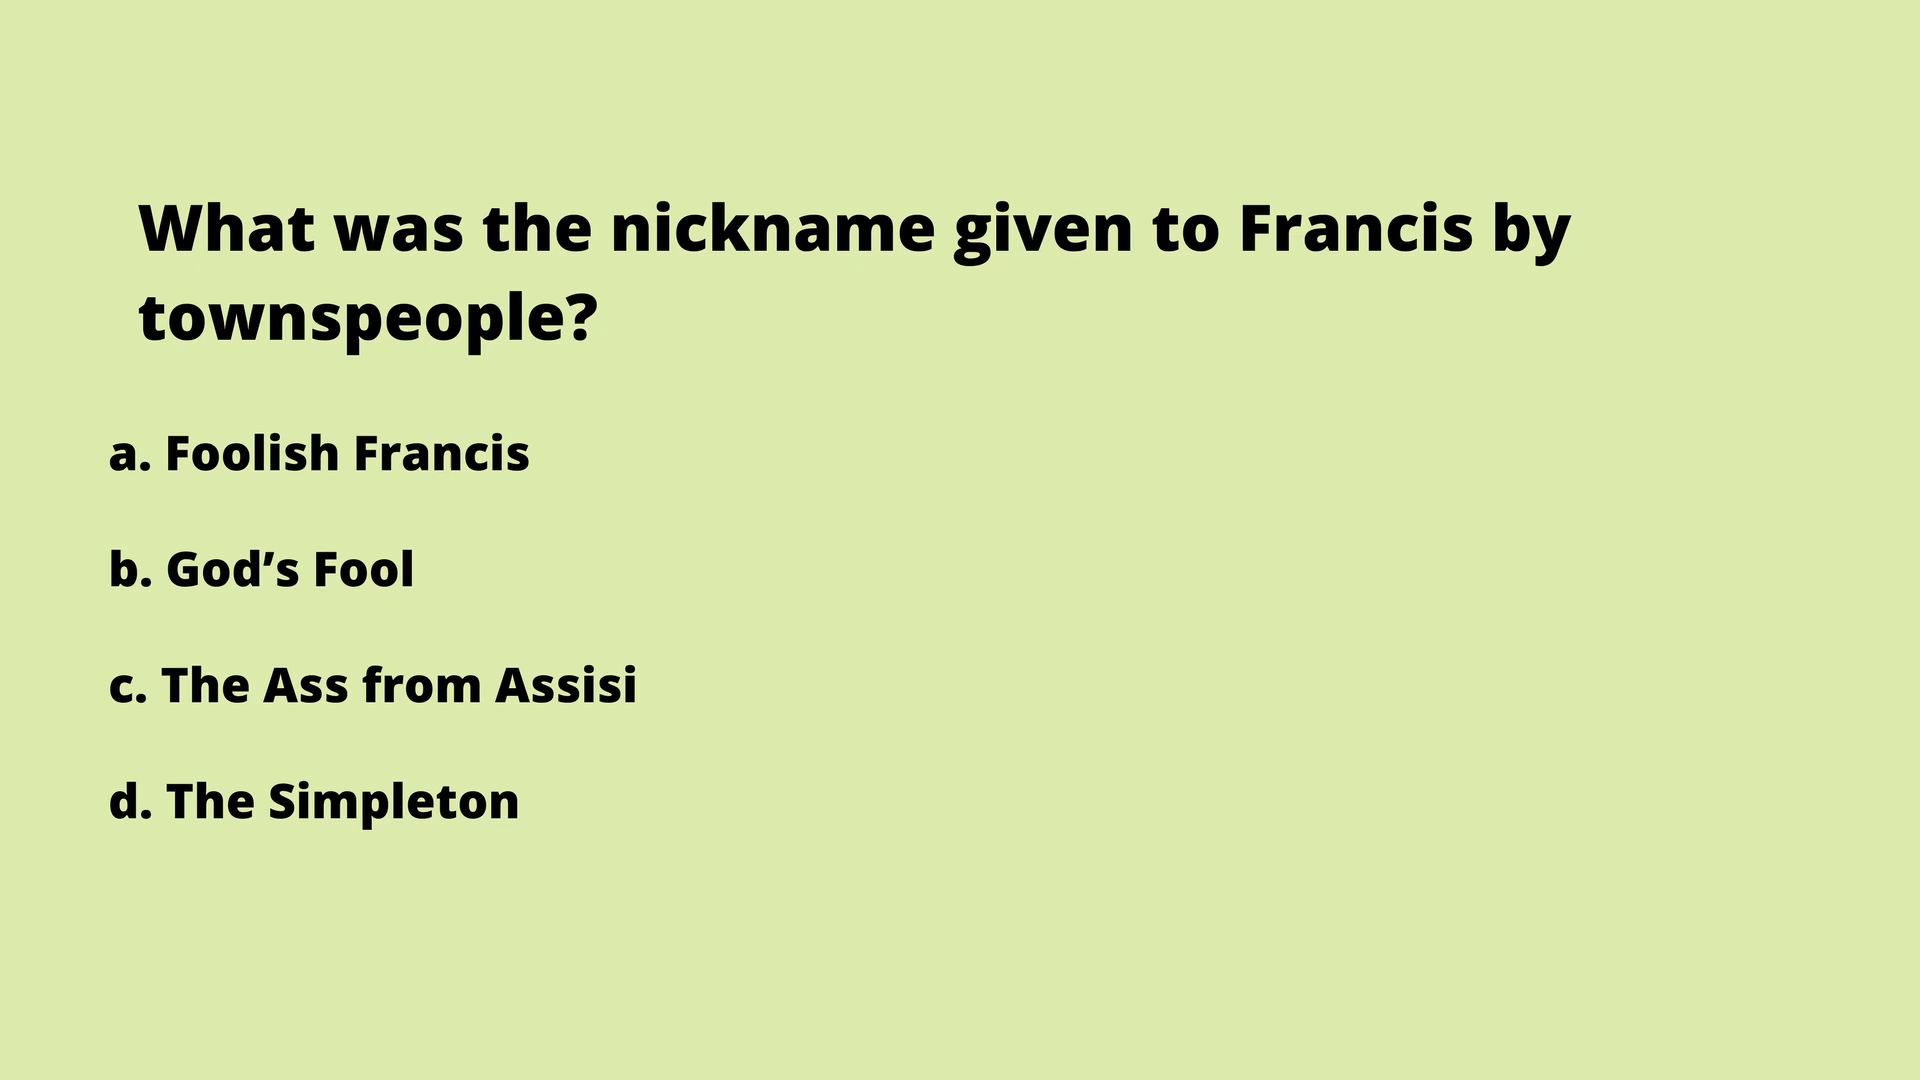 What was the nickname given to Francis by
townspeople?
a. Foolish Francis
b. God’s Fool
c. The Ass from Assisi
d. The Simpleton